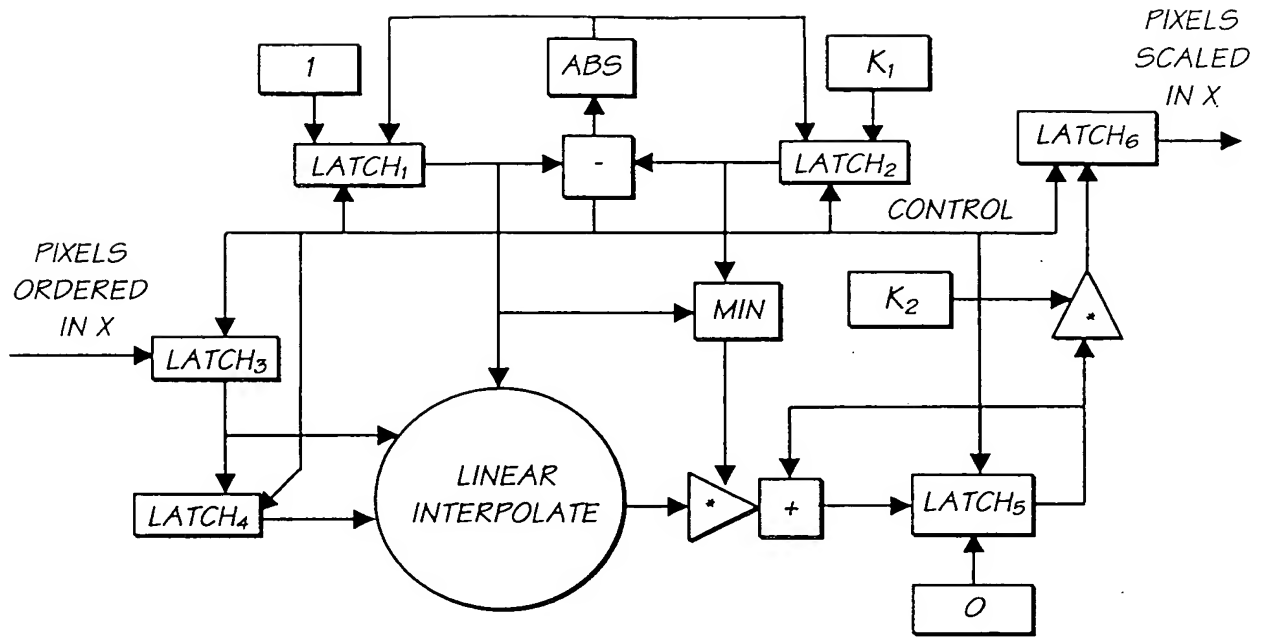 PIXELS
SCALED
IN X
1
ABS
K₁
LATCH₁
-
LATCH₂
LATCH₆
CONTROL
PIXELS
ORDERED
IN X
K₂
MIN
*
LATCH₃
LINEAR
INTERPOLATE
LATCH₄
*
+
LATCH₅
0